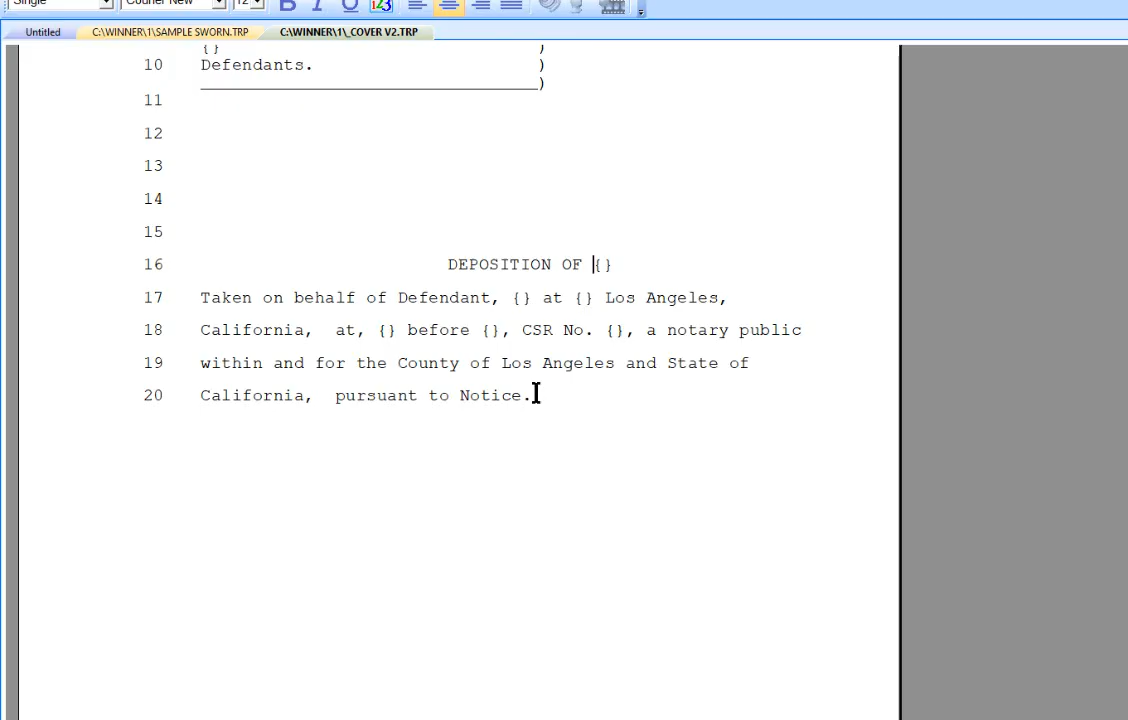 Single Courier New 12 B I U 123
Untitled C:\WINNER\1\SAMPLE SWORN.TRP C:\WINNER\1\_COVER V2.TRP
{} )
10 Defendants. )
11 )
12
13
14
15
16 DEPOSITION OF {}
17 Taken on behalf of Defendant, {} at {} Los Angeles,
18 California, at, {} before {}, CSR No. {}, a notary public
19 within and for the County of Los Angeles and State of
20 California, pursuant to Notice.